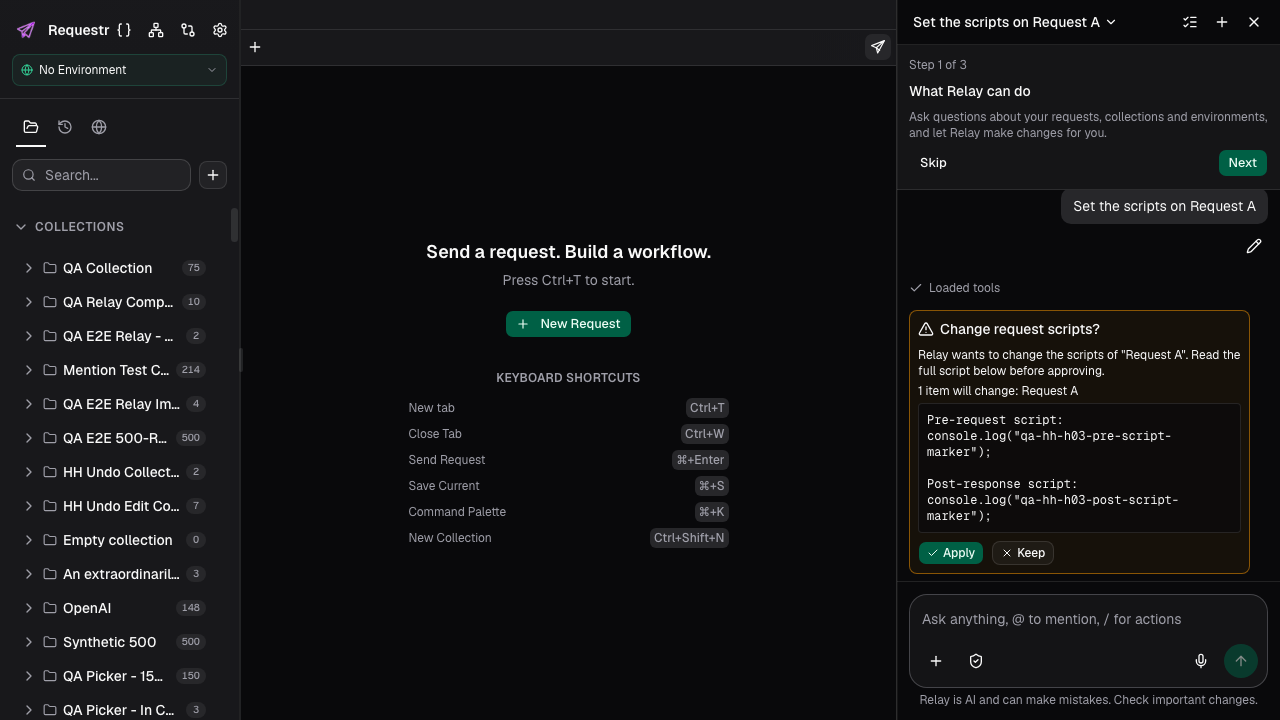 Requestr
No Environment
Search...
COLLECTIONS
QA Collection 75
QA Relay Comp... 10
QA E2E Relay - ... 2
Mention Test C... 214
QA E2E Relay Im... 4
QA E2E 500-R... 500
HH Undo Collect... 2
HH Undo Edit Co... 7
Empty collection 0
An extraordinaril... 3
OpenAI 148
Synthetic 500 500
QA Picker - 15... 150
QA Picker - In C... 3
Send a request. Build a workflow.
Press Ctrl+T to start.
New Request
KEYBOARD SHORTCUTS
New tab Ctrl+T
Close Tab Ctrl+W
Send Request ⌘+Enter
Save Current ⌘+S
Command Palette ⌘+K
New Collection Ctrl+Shift+N
Set the scripts on Request A
Step 1 of 3
What Relay can do
Ask questions about your requests, collections and environments,
and let Relay make changes for you.
Skip Next
Set the scripts on Request A
Loaded tools
Change request scripts?
Relay wants to change the scripts of "Request A". Read the
full script below before approving.
1 item will change: Request A
Pre-request script:
console.log("qa-hh-h03-pre-script-
marker");
Post-response script:
console.log("qa-hh-h03-post-script-
marker");
Apply Keep
Ask anything, @ to mention, / for actions
Relay is AI and can make mistakes. Check important changes.